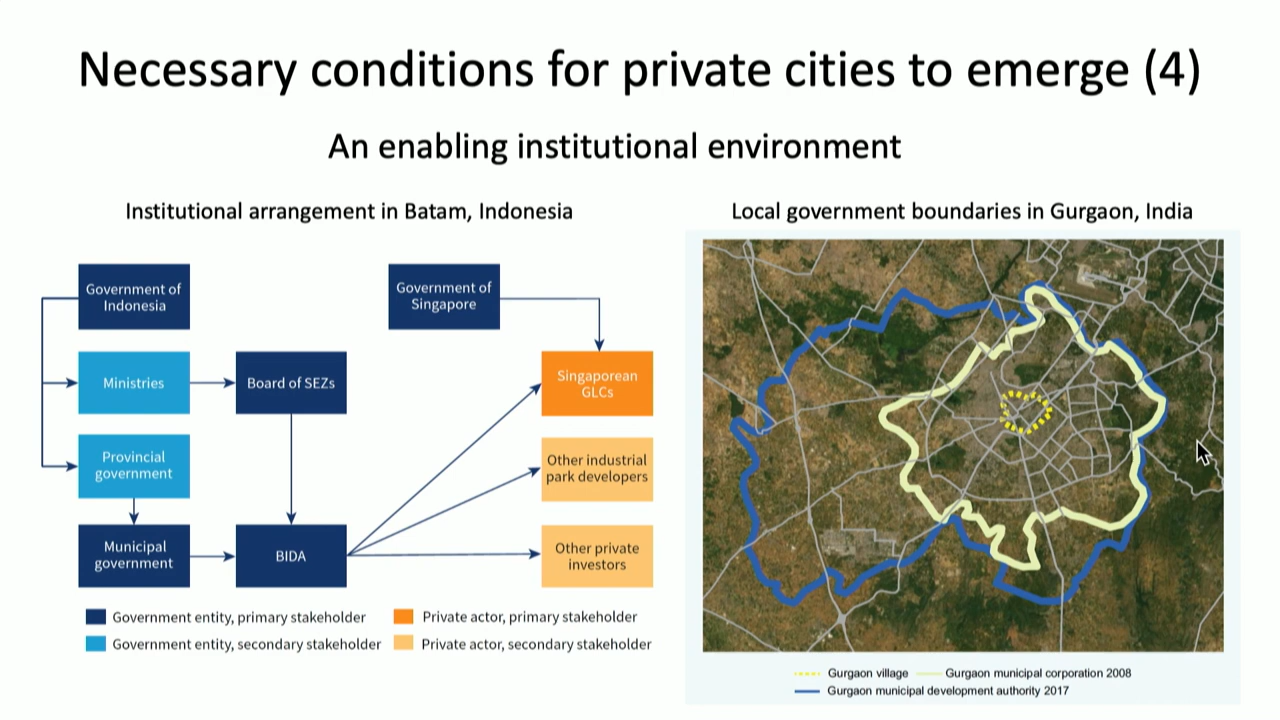 Necessary conditions for private cities to emerge (4)
An enabling institutional environment
Institutional arrangement in Batam, Indonesia
Government of
Indonesia
Government of
Singapore
Ministries
Board of SEZs
Singaporean
GLCs
Provincial
government
Other industrial
park developers
Municipal
government
BIDA
Other private
investors
Government entity, primary stakeholder
Private actor, primary stakeholder
Government entity, secondary stakeholder
Private actor, secondary stakeholder
Local government boundaries in Gurgaon, India
Gurgaon village
Gurgaon municipal corporation 2008
Gurgaon municipal development authority 2017